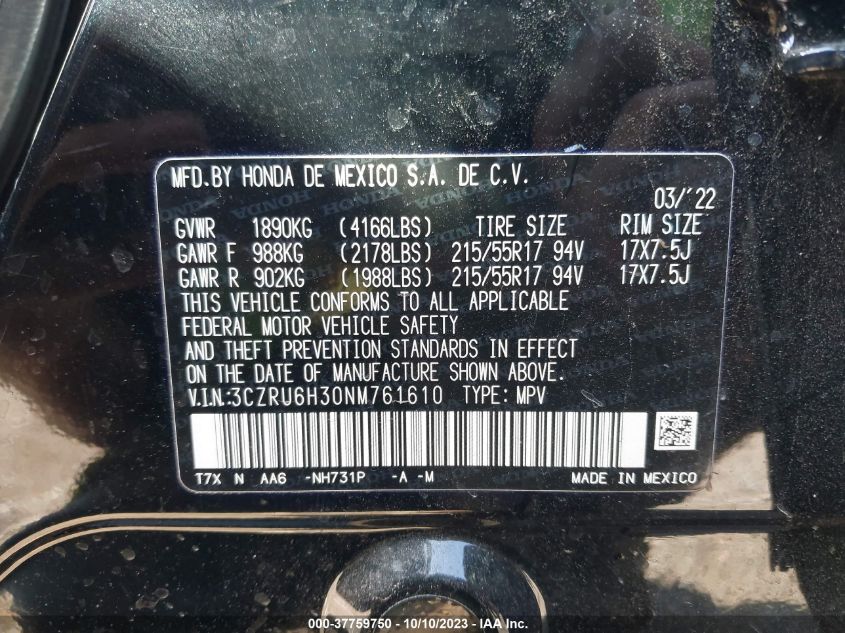 MFD.BY HONDA DE MEXICO S.A. DE C.V.
03/'22
GVWR 1890KG (4166LBS) TIRE SIZE RIM SIZE
GAWR F 988KG (2178LBS) 215/55R17 94V 17X7.5J
GAWR R 902KG (1988LBS) 215/55R17 94V 17X7.5J
THIS VEHICLE CONFORMS TO ALL APPLICABLE
FEDERAL MOTOR VEHICLE SAFETY
AND THEFT PREVENTION STANDARDS IN EFFECT
ON THE DATE OF MANUFACTURE SHOWN ABOVE.
V.I.N:3CZRU6H30NM761610 TYPE: MPV
T7X N AA6 -NH731P -A -M MADE IN MEXICO
000-37759750 - 10/10/2023 - IAA Inc.